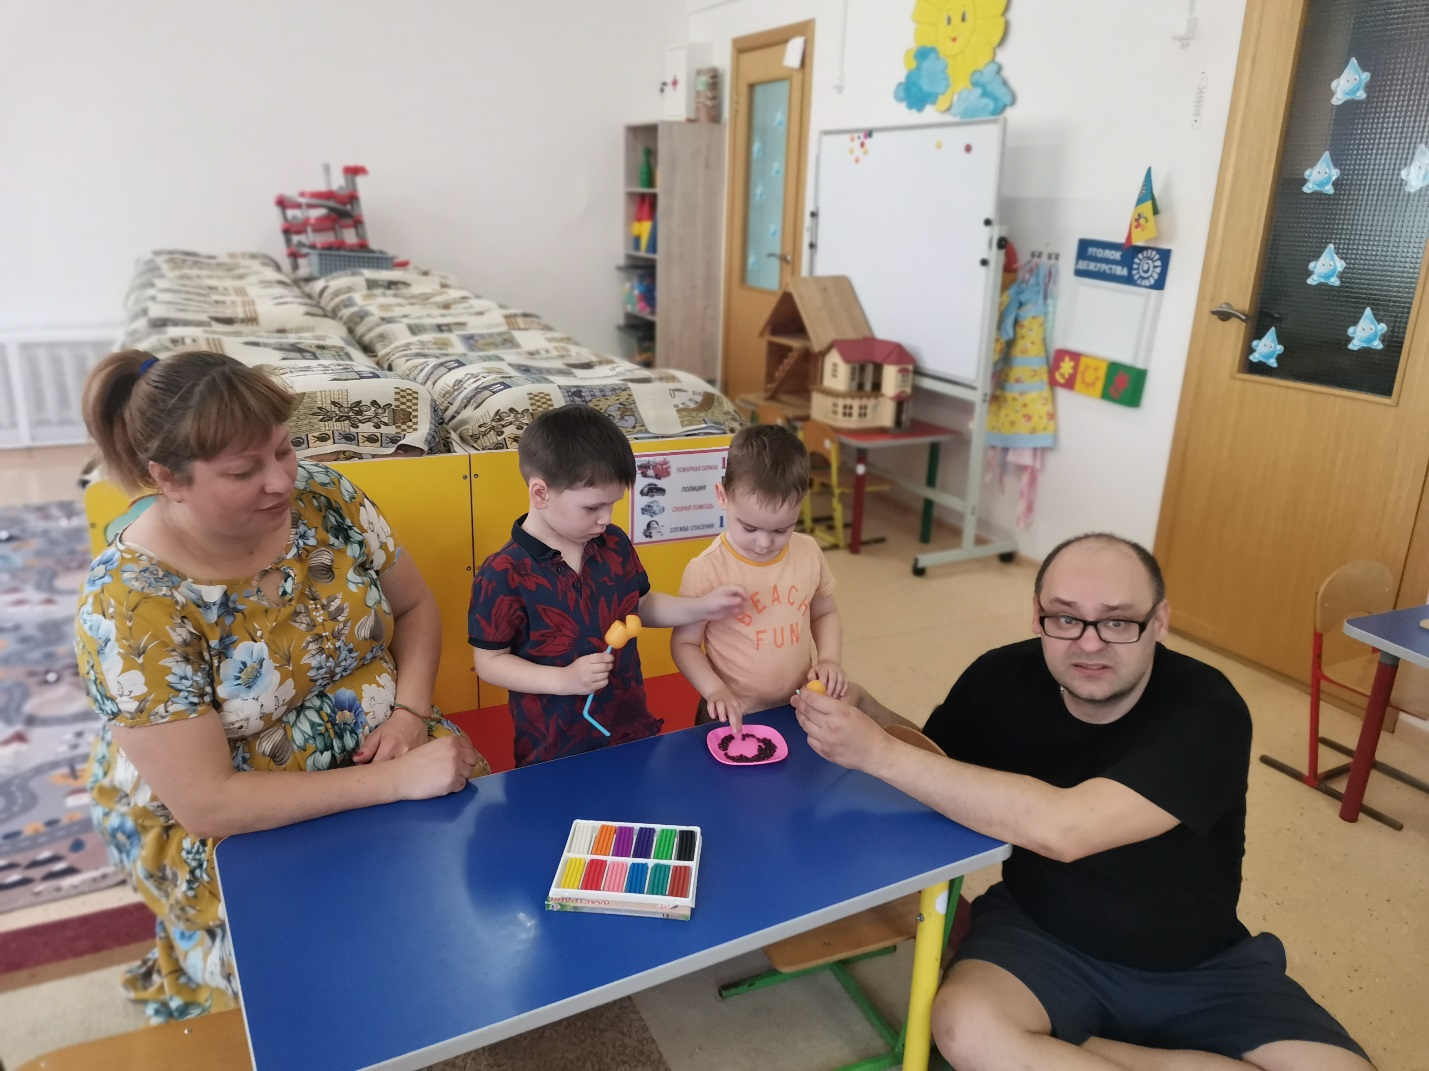 УГОЛОК
ДЕЖУРСТВА
ПОЖАРНАЯ ОХРАНА
ПОЛИЦИЯ
СКОРАЯ ПОМОЩЬ
СЛУЖБА СПАСЕНИЯ
BEACH
FUN